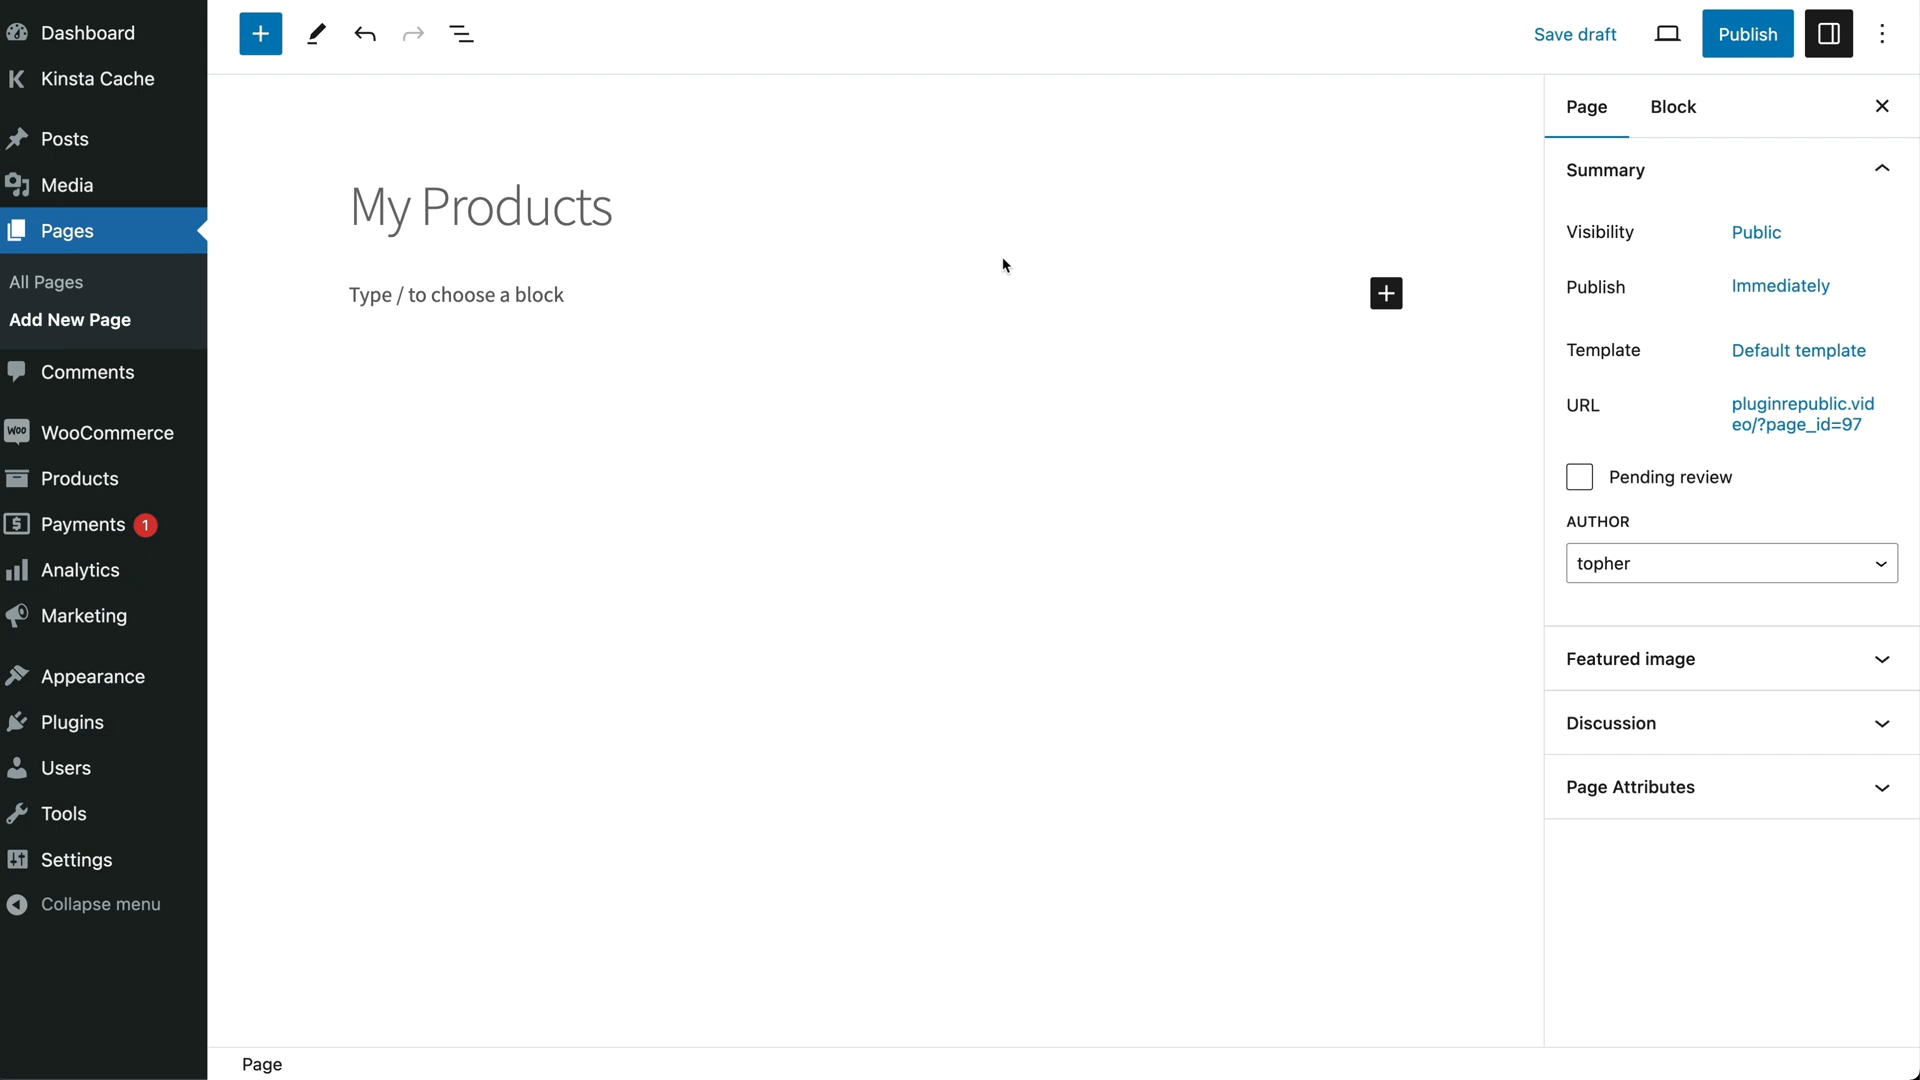 Dashboard
Kinsta Cache
Posts
Media
Pages
All Pages
Add New Page
Comments
WooCommerce
Products
Payments 1
Analytics
Marketing
Appearance
Plugins
Users
Tools
Settings
Collapse menu
Save draft
Publish
My Products
Type / to choose a block
Page Block
Summary
Visibility Public
Publish Immediately
Template Default template
URL pluginrepublic.vid
eo/?page_id=97
Pending review
AUTHOR
topher
Featured image
Discussion
Page Attributes
Page